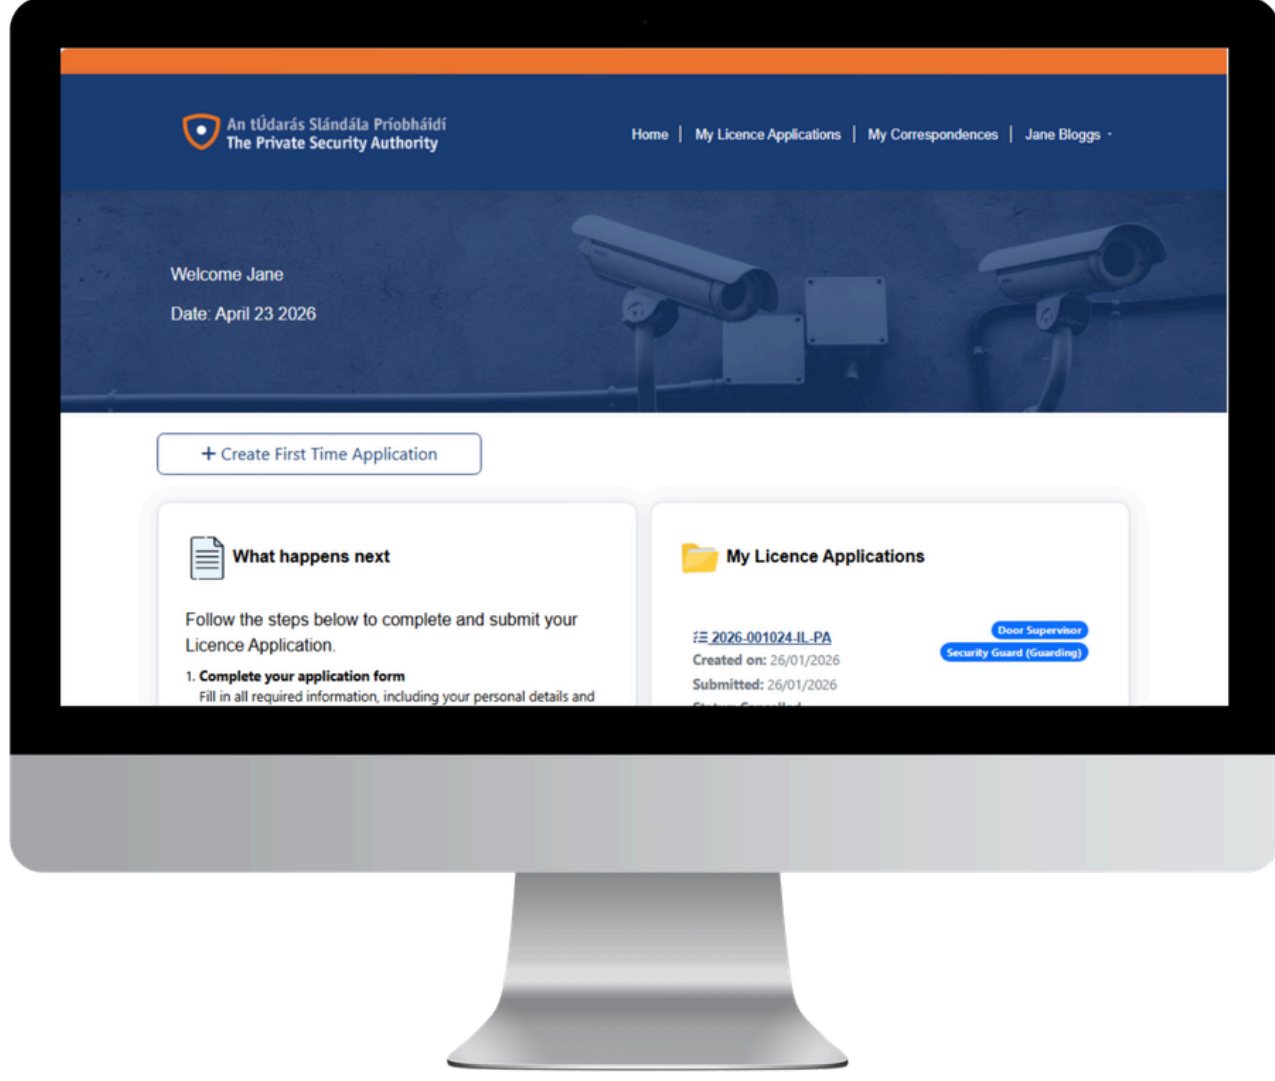 An tÚdarás Slándála Príobháidí
The Private Security Authority
Home | My Licence Applications | My Correspondences | Jane Bloggs
Welcome Jane
Date: April 23 2026
+ Create First Time Application
What happens next
Follow the steps below to complete and submit your
Licence Application.
1. Complete your application form
Fill in all required information, including your personal details and
My Licence Applications
2026-001024-IL-PA
Door Supervisor
Security Guard (Guarding)
Created on: 26/01/2026
Submitted: 26/01/2026
Status: Cancelled